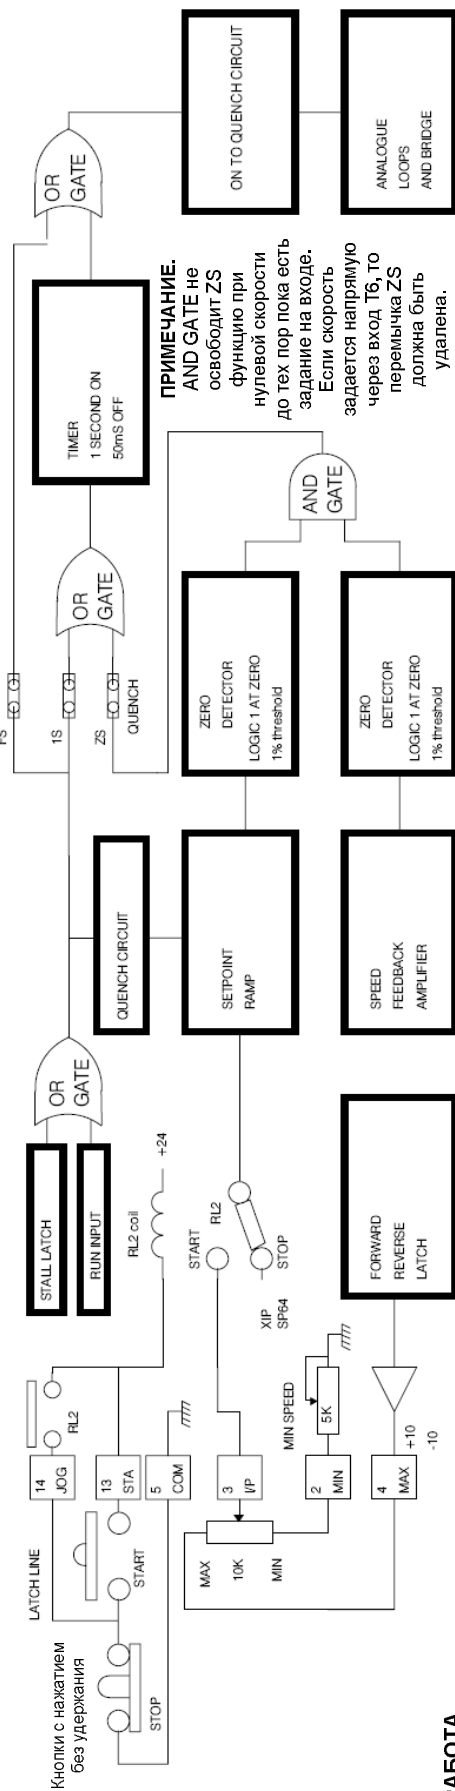 Кнопки с нажатием
без удержания
LATCH LINE
STOP
START
14
JOG
13
STA
5
COM
3
I/P
2
MIN
4
MAX
MAX
10K
MIN
RL2
MIN SPEED
5K
+10
-10
STALL LATCH
RUN INPUT
OR
GATE
RL2 coil
+24
START
RL2
STOP
XIP
SP64
FORWARD
REVERSE
LATCH
QUENCH CIRCUIT
SETPOINT
RAMP
SPEED
FEEDBACK
AMPLIFIER
FS
1S
ZS
QUENCH
ZERO
DETECTOR
LOGIC 1 AT ZERO
1% threshold
ZERO
DETECTOR
LOGIC 1 AT ZERO
1% threshold
OR
GATE
AND
GATE
TIMER
1 SECOND ON
50mS OFF
ПРИМЕЧАНИЕ.
AND GATE не
освободит ZS
функцию при
нулевой скорости
до тех пор пока есть
задание на входе.
Если скорость
задается напрямую
через вход Т6, то
перемычка ZS
должна быть
удалена.
OR
GATE
ON TO QUENCH CIRCUIT
ANALOGUE
LOOPS
AND BRIDGE